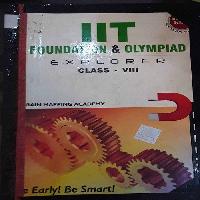 IIT
FOUNDATION & OLYMPIAD
EXPLORER
CLASS - VIII
BRAIN MAPPING ACADEMY
Early! Be Smart!